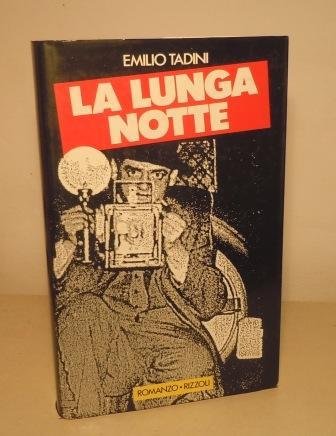 EMILIO TADINI
LA LUNGA
NOTTE
ROMANZO • RIZZOLI